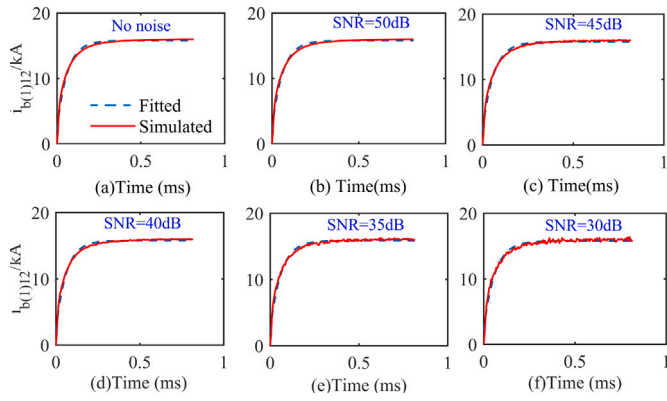 No noise
SNR=50dB
SNR=45dB
20
10
0
i_b(1)12/kA
Fitted
Simulated
0 0.5 1
(a)Time (ms)
20
10
0
0 0.5 1
(b) Time(ms)
20
10
0
0 0.5 1
(c) Time (ms)
SNR=40dB
SNR=35dB
SNR=30dB
20
10
0
i_b(1)12/kA
0 0.5 1
(d)Time (ms)
20
10
0
0 0.5 1
(e)Time (ms)
20
10
0
0 0.5 1
(f)Time (ms)